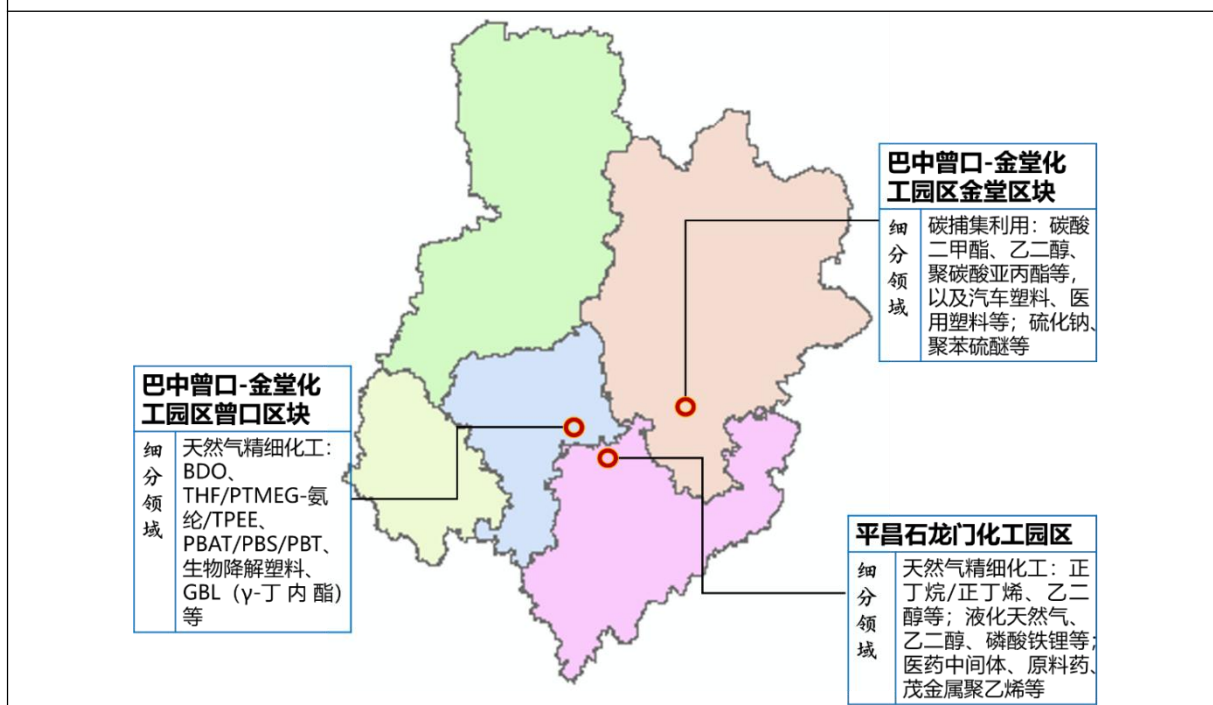 巴中曾口-金堂化
工园区金堂区块
细
分
领
域
碳捕集利用：碳酸
二甲酯、乙二醇、
聚碳酸亚丙酯等，
以及汽车塑料、医
用塑料等；硫化钠、
聚苯硫醚等
巴中曾口-金堂化
工园区曾口区块
细
分
领
域
天然气精细化工：
BDO、
THF/PTMEG-氨
纶/TPEE、
PBAT/PBS/PBT、
生物降解塑料、
GBL（γ-丁内酯）
等
平昌石龙门化工园区
细
分
领
域
天然气精细化工：正
丁烷/正丁烯、乙二
醇等；液化天然气、
乙二醇、磷酸铁锂等；
医药中间体、原料药、
茂金属聚乙烯等